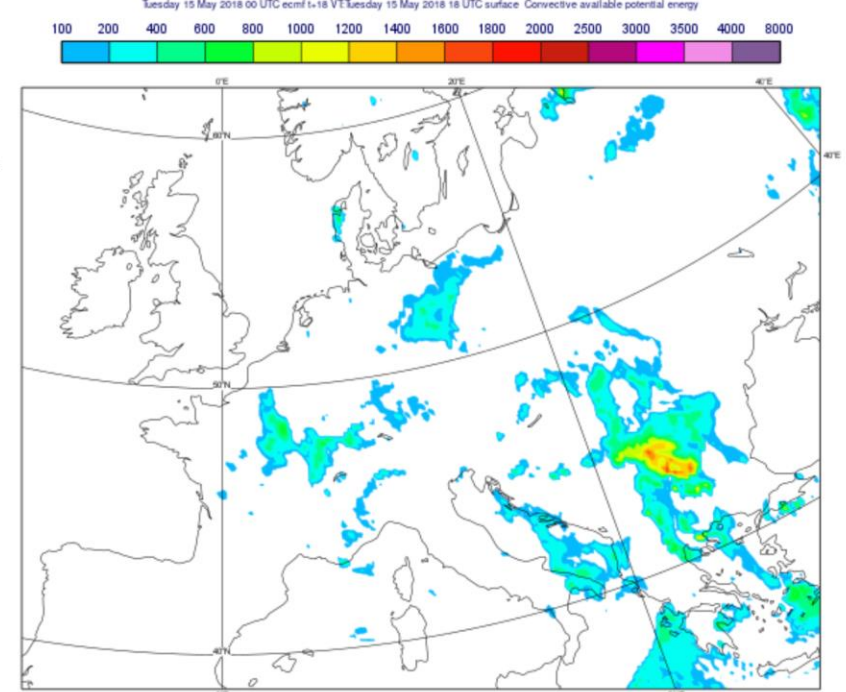 Tuesday 15 May 2018 00 UTC ecmf t+18 VT:Tuesday 15 May 2018 18 UTC surface Convective available potential energy
100 200 400 600 800 1000 1200 1400 1600 1800 2000 2500 3000 3500 4000 8000
0°E 20°E 40°E
60°N
40°E
50°N
40°N